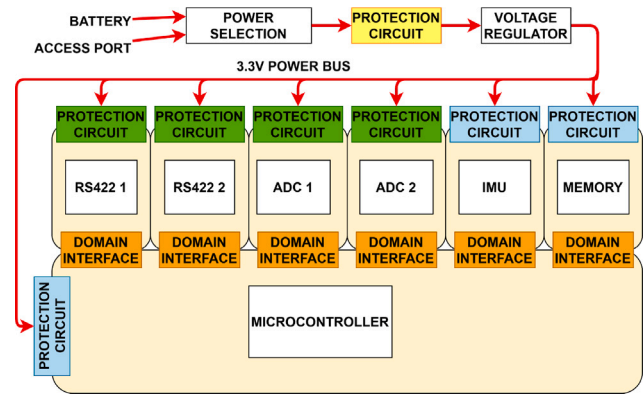 BATTERY
ACCESS PORT
POWER
SELECTION
PROTECTION
CIRCUIT
VOLTAGE
REGULATOR
3.3V POWER BUS
PROTECTION
CIRCUIT
PROTECTION
CIRCUIT
PROTECTION
CIRCUIT
PROTECTION
CIRCUIT
PROTECTION
CIRCUIT
PROTECTION
CIRCUIT
RS422 1
RS422 2
ADC 1
ADC 2
IMU
MEMORY
DOMAIN
INTERFACE
DOMAIN
INTERFACE
DOMAIN
INTERFACE
DOMAIN
INTERFACE
DOMAIN
INTERFACE
DOMAIN
INTERFACE
PROTECTION
CIRCUIT
MICROCONTROLLER